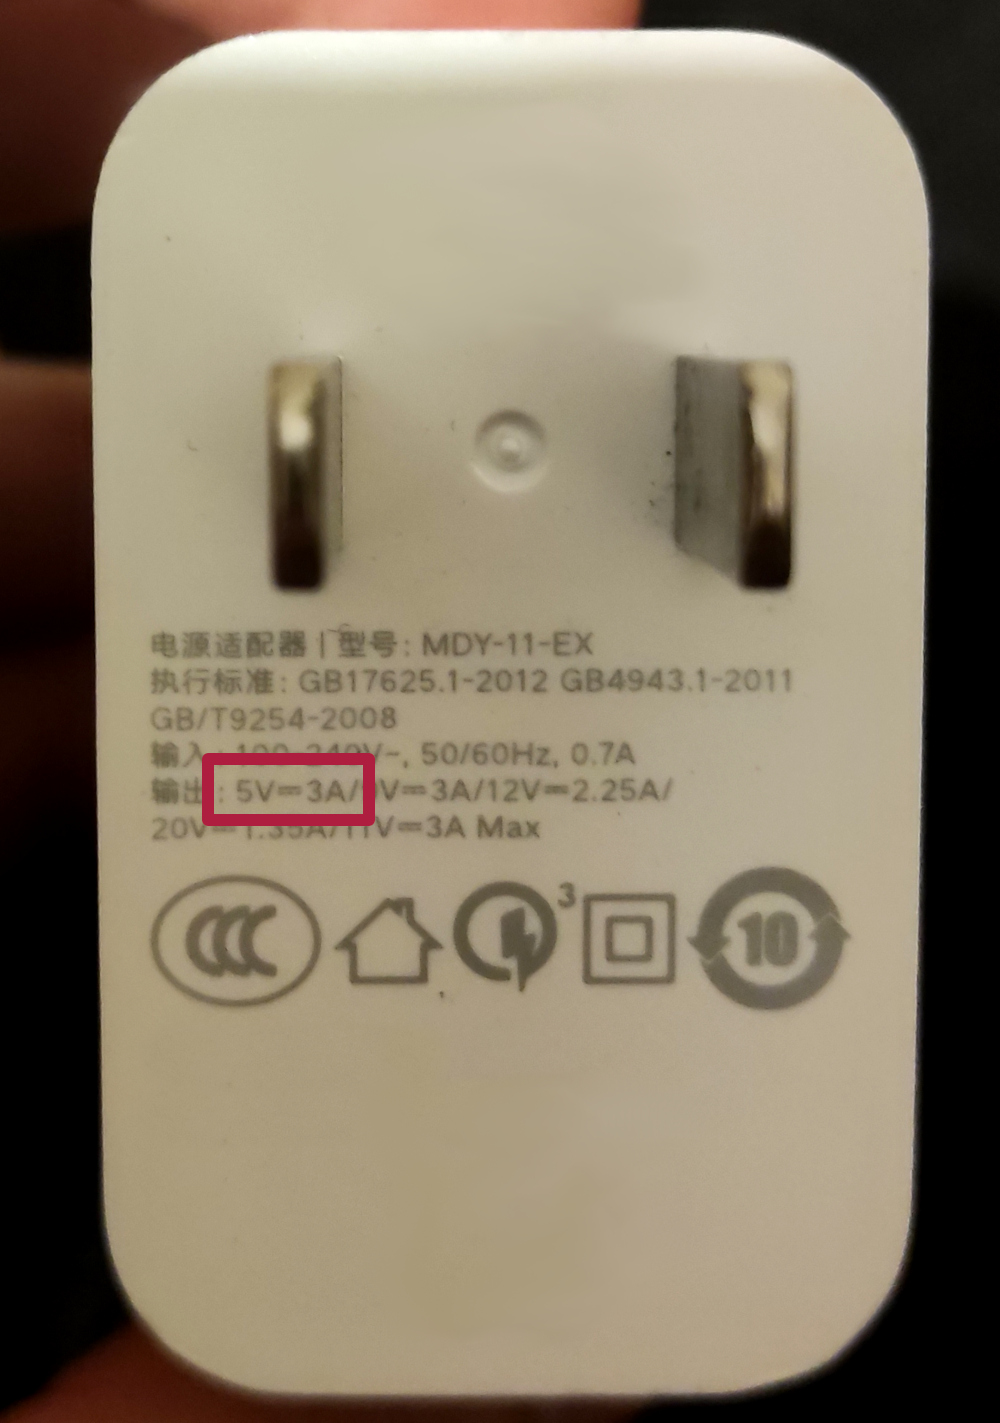 电源适配器 | 型号: MDY-11-EX
执行标准: GB17625.1-2012 GB4943.1-2011
GB/T9254-2008
输入: 100-240V~, 50/60Hz, 0.7A
输出: 5V⎓3A/9V⎓3A/12V⎓2.25A/
20V⎓1.35A/11V⎓3A Max
CCC 3 10